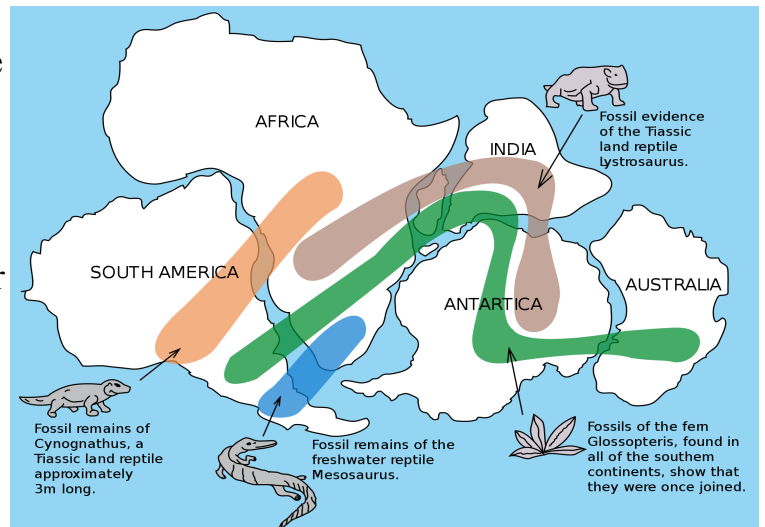 e
AFRICA
INDIA
Fossil evidence
of the Tiassic
land reptile
Lystrosaurus.
r
SOUTH AMERICA
ANTARTICA
AUSTRALIA
Fossil remains of
Cynognathus, a
Tiassic land reptile
approximately
3m long.
Fossil remains of the
freshwater reptile
Mesosaurus.
Fossils of the fem
Glossopteris, found in
all of the southem
continents, show that
they were once joined.